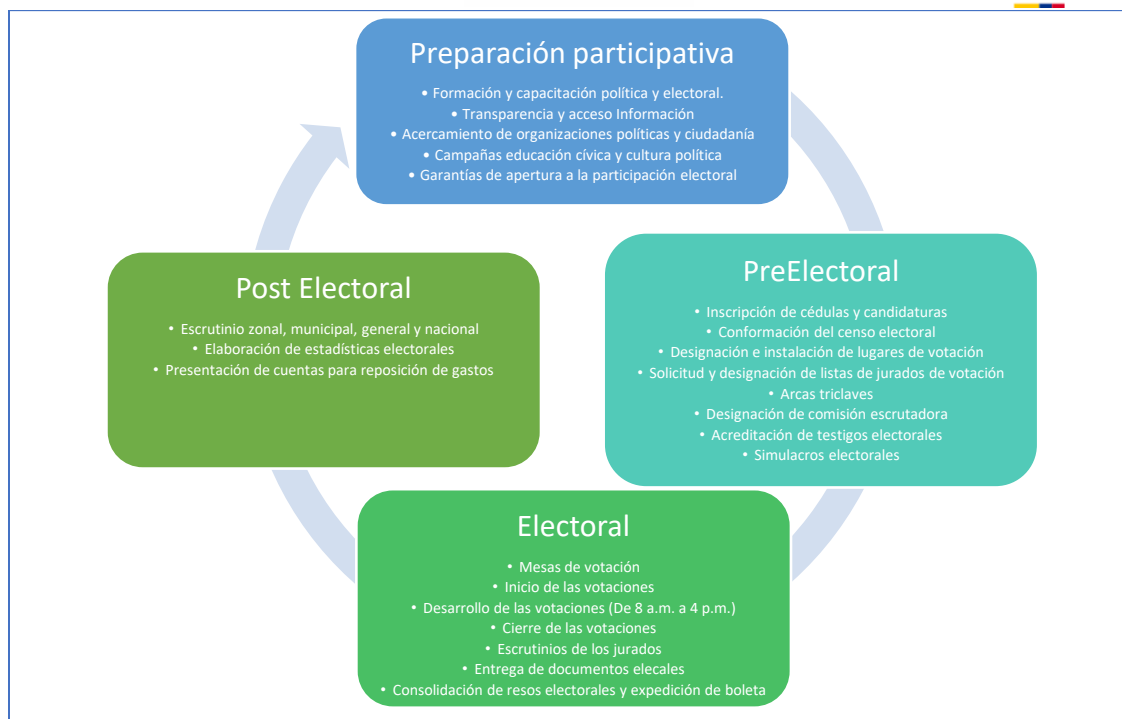 Preparación participativa
• Formación y capacitación política y electoral.
• Transparencia y acceso Información
• Acercamiento de organizaciones políticas y ciudadanía
• Campañas educación cívica y cultura política
• Garantías de apertura a la participación electoral
PreElectoral
• Inscripción de cédulas y candidaturas
• Conformación del censo electoral
• Designación e instalación de lugares de votación
• Solicitud y designación de listas de jurados de votación
• Arcas triclaves
• Designación de comisión escrutadora
• Acreditación de testigos electorales
• Simulacros electorales
Electoral
• Mesas de votación
• Inicio de las votaciones
• Desarrollo de las votaciones (De 8 a.m. a 4 p.m.)
• Cierre de las votaciones
• Escrutinios de los jurados
• Entrega de documentos elecales
• Consolidación de resos electorales y expedición de boleta
Post Electoral
• Escrutinio zonal, municipal, general y nacional
• Elaboración de estadísticas electorales
• Presentación de cuentas para reposición de gastos